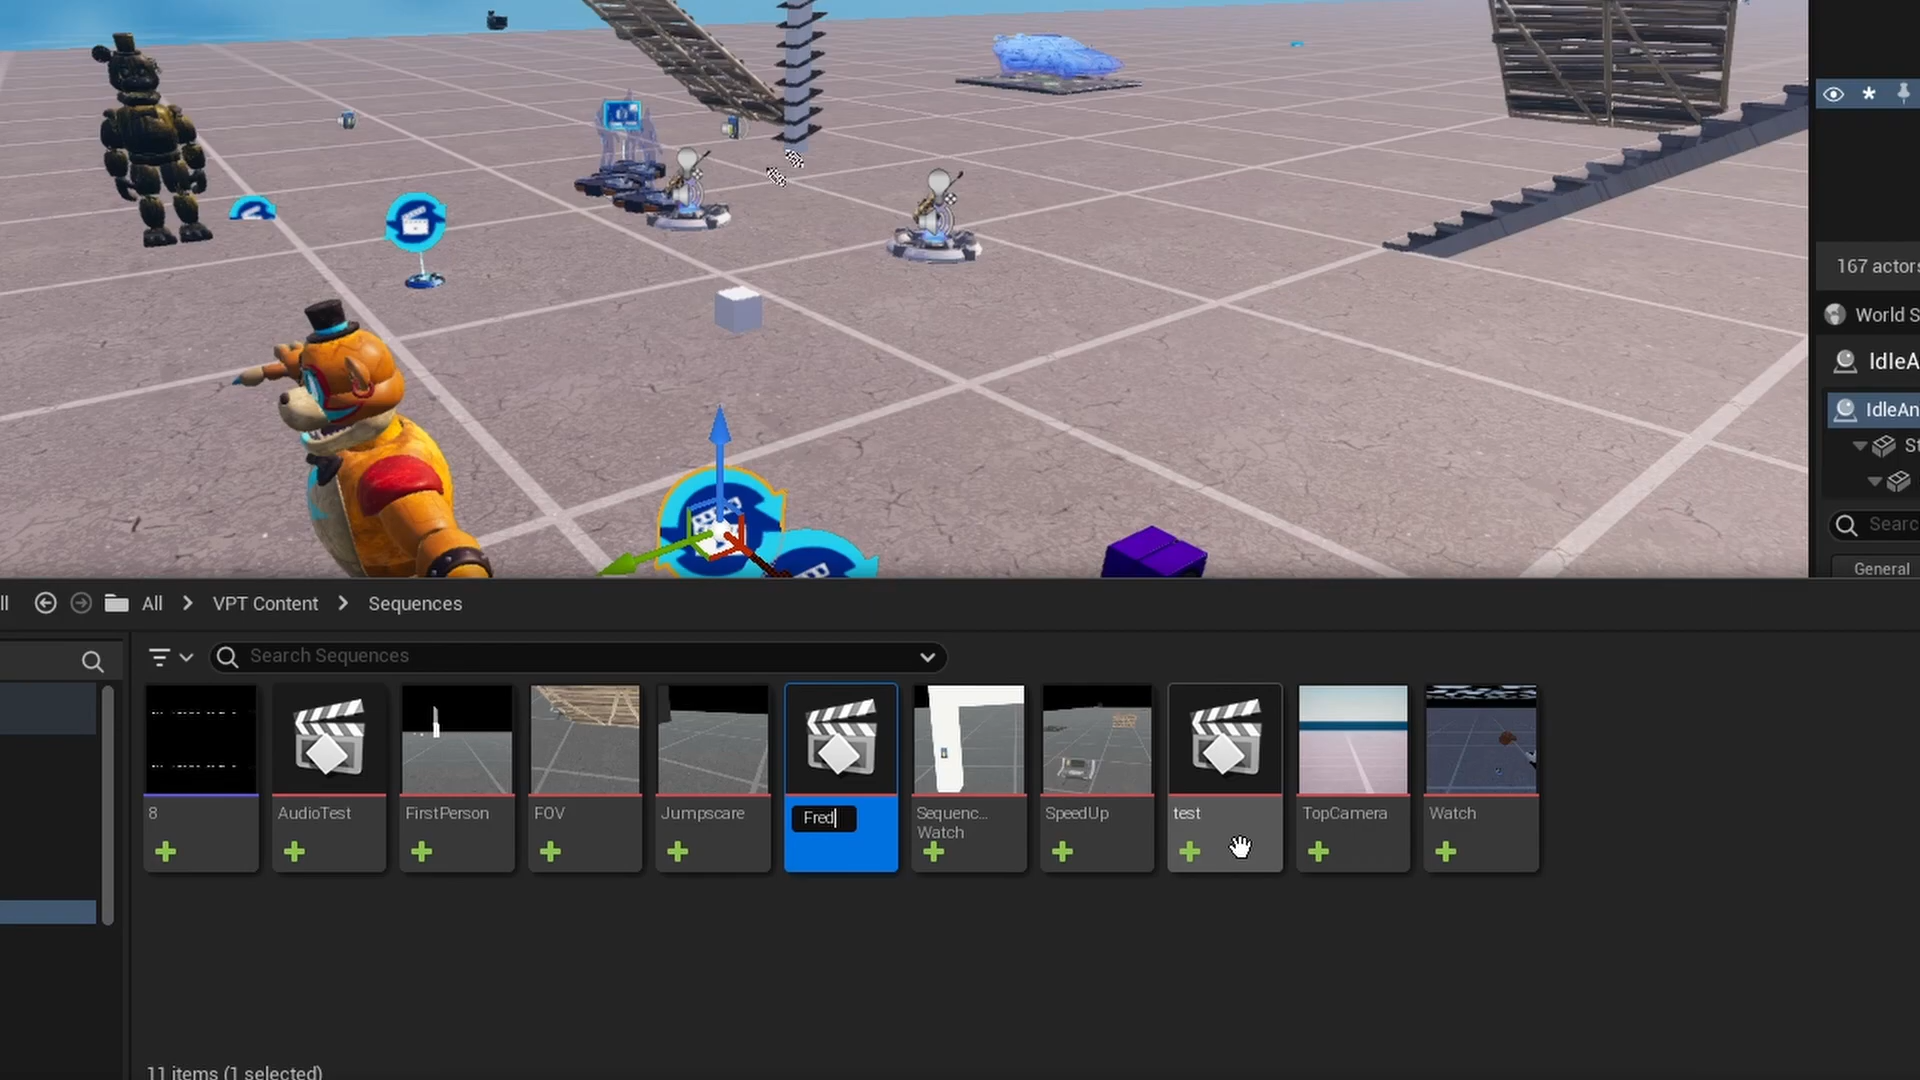 167 actors
World S
IdleA
IdleAn
St
Searc
General
ll
All
VPT Content
Sequences
Search Sequences
8
AudioTest
FirstPerson
FOV
Jumpscare
Fred
Sequenc...
Watch
SpeedUp
test
TopCamera
Watch
11 items (1 selected)